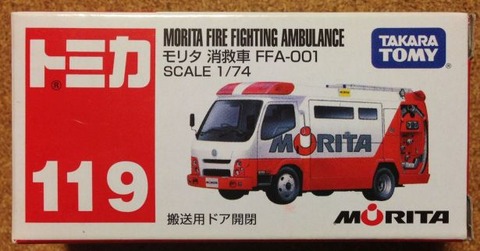 トミカ
®
119
MORITA FIRE FIGHTING AMBULANCE
モリタ 消救車 FFA-001
SCALE 1/74
TAKARA
TOMY
MORITA
搬送用ドア開閉
MORITA